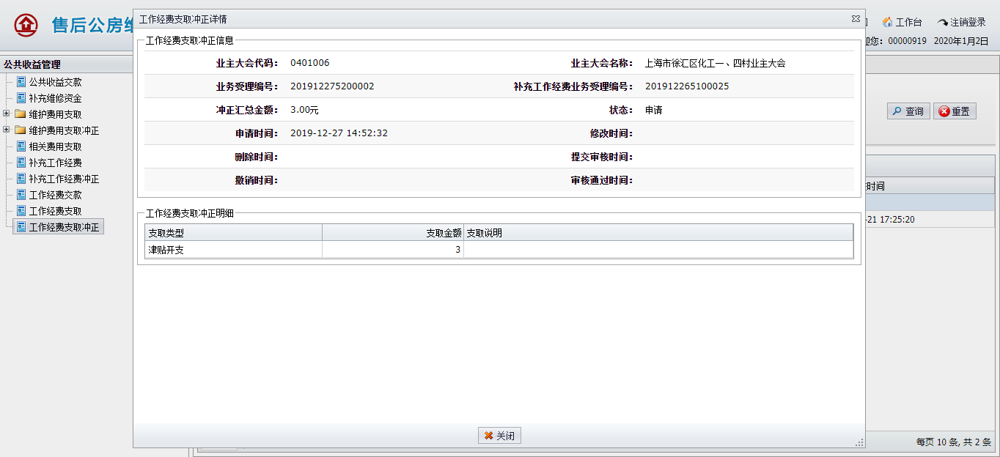 售后公房维
工作台
注销登录
您: 00000919 2020年1月2日
公共收益管理
公共收益交款
补充维修资金
维护费用支取
维护费用支取冲正
相关费用支取
补充工作经费
补充工作经费冲正
工作经费交款
工作经费支取
工作经费支取冲正
工作经费支取冲正详情
工作经费支取冲正信息
业主大会代码: 0401006 业主大会名称: 上海市徐汇区化工一、四村业主大会
业务受理编号: 201912275200002 补充工作经费业务受理编号: 201912265100025
冲正汇总金额: 3.00元 状态: 申请
申请时间: 2019-12-27 14:52:32 修改时间:
删除时间: 提交审核时间:
撤销时间: 审核通过时间:
工作经费支取冲正明细
支取类型 支取金额 支取说明
津贴开支 3
关闭
查询 重置
时间
-21 17:25:20
每页 10 条, 共 2 条